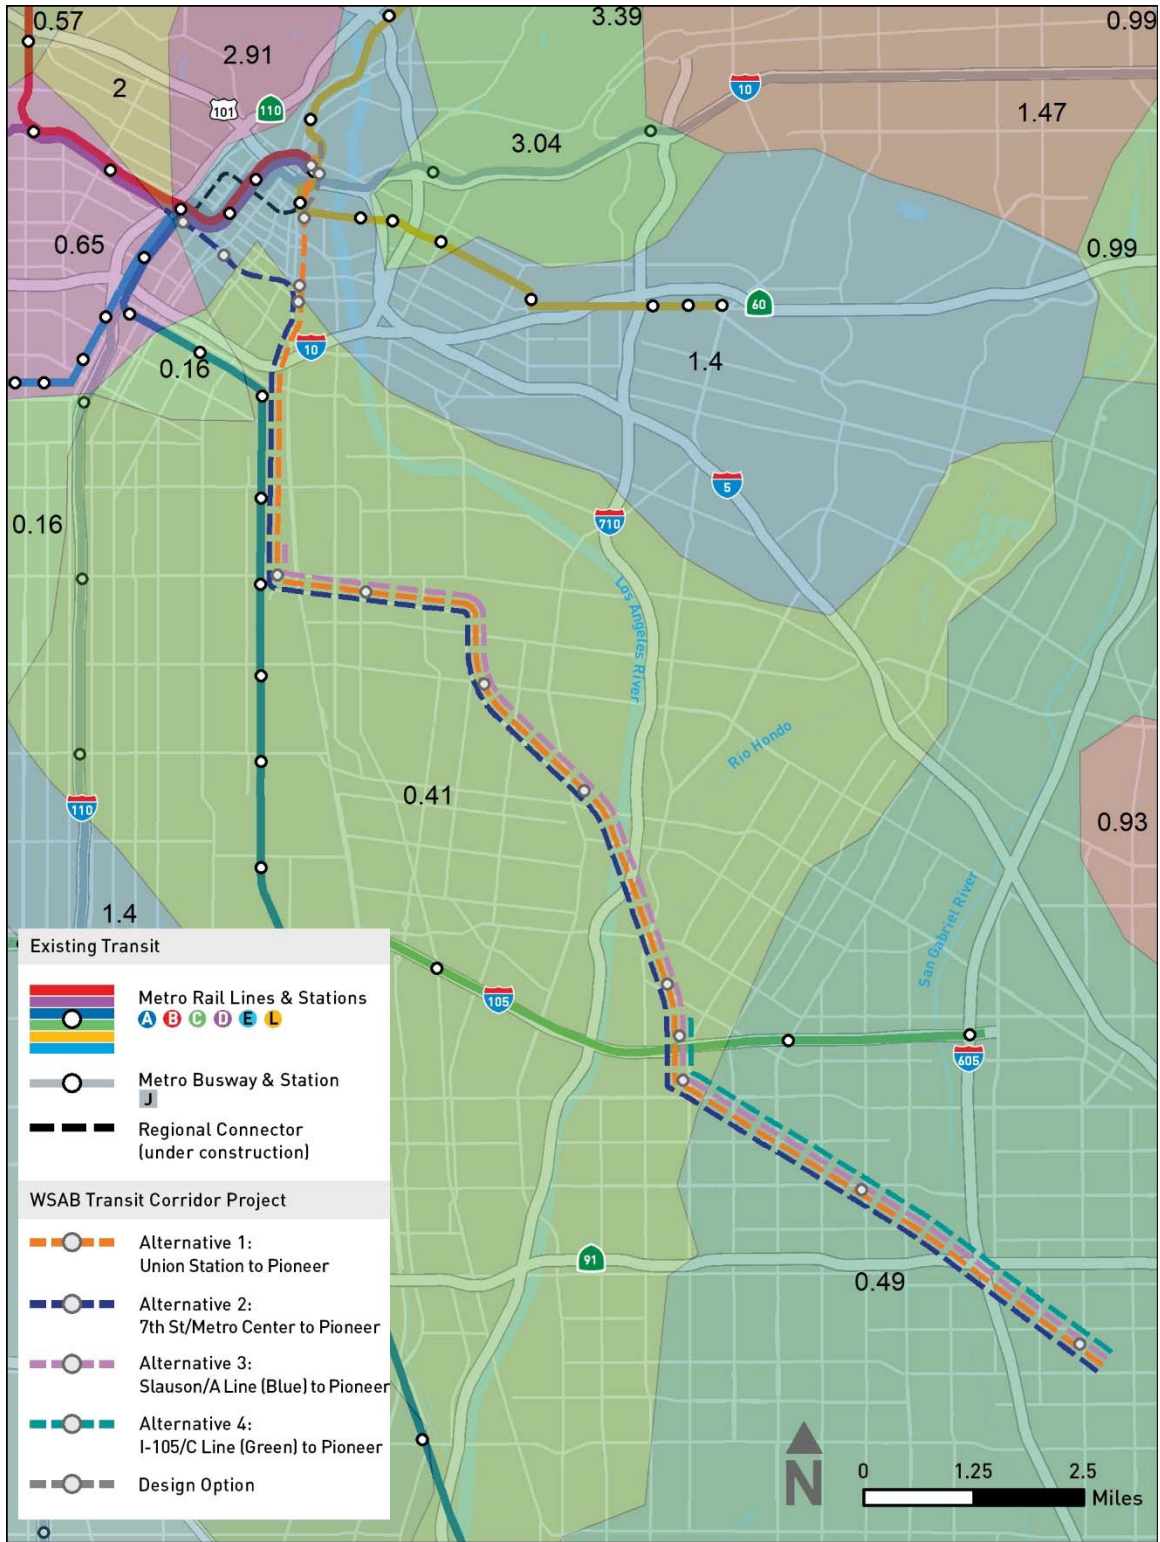 0.57
3.39
0.99
2.91
2
101
110
10
1.47
3.04
0.65
0.99
60
10
0.16
1.4
5
0.16
710
Los Angeles River
Rio Hondo
0.41
110
0.93
San Gabriel River
1.4
105
605
91
0.49
Existing Transit
Metro Rail Lines & Stations
A B C D E L
Metro Busway & Station
J
Regional Connector
(under construction)
WSAB Transit Corridor Project
Alternative 1:
Union Station to Pioneer
Alternative 2:
7th St/Metro Center to Pioneer
Alternative 3:
Slauson/A Line (Blue) to Pioneer
Alternative 4:
I-105/C Line (Green) to Pioneer
Design Option
N
0 1.25 2.5
Miles